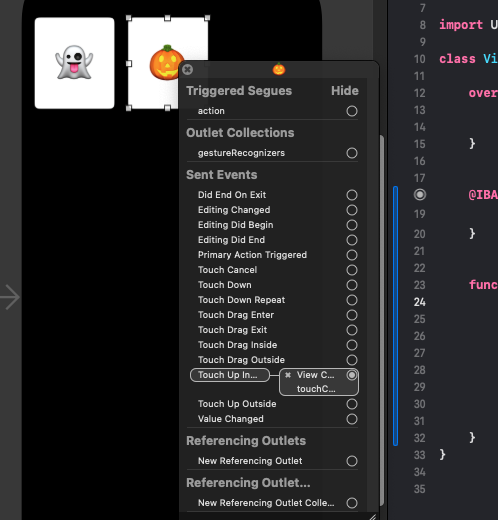 Triggered Segues Hide
action
Outlet Collections
gestureRecognizers
Sent Events
Did End On Exit
Editing Changed
Editing Did Begin
Editing Did End
Primary Action Triggered
Touch Cancel
Touch Down
Touch Down Repeat
Touch Drag Enter
Touch Drag Exit
Touch Drag Inside
Touch Drag Outside
Touch Up In... View C...
touchC...
Touch Up Outside
Value Changed
Referencing Outlets
New Referencing Outlet
Referencing Outlet...
New Referencing Outlet Colle...
7
8 import U
9
10 class Vi
11
12 over
13
14
15 }
16
17
@IBA
19
20 }
21
22
23 func
24
25
26
27
28
29
30
31
32 }
33 }
34
35